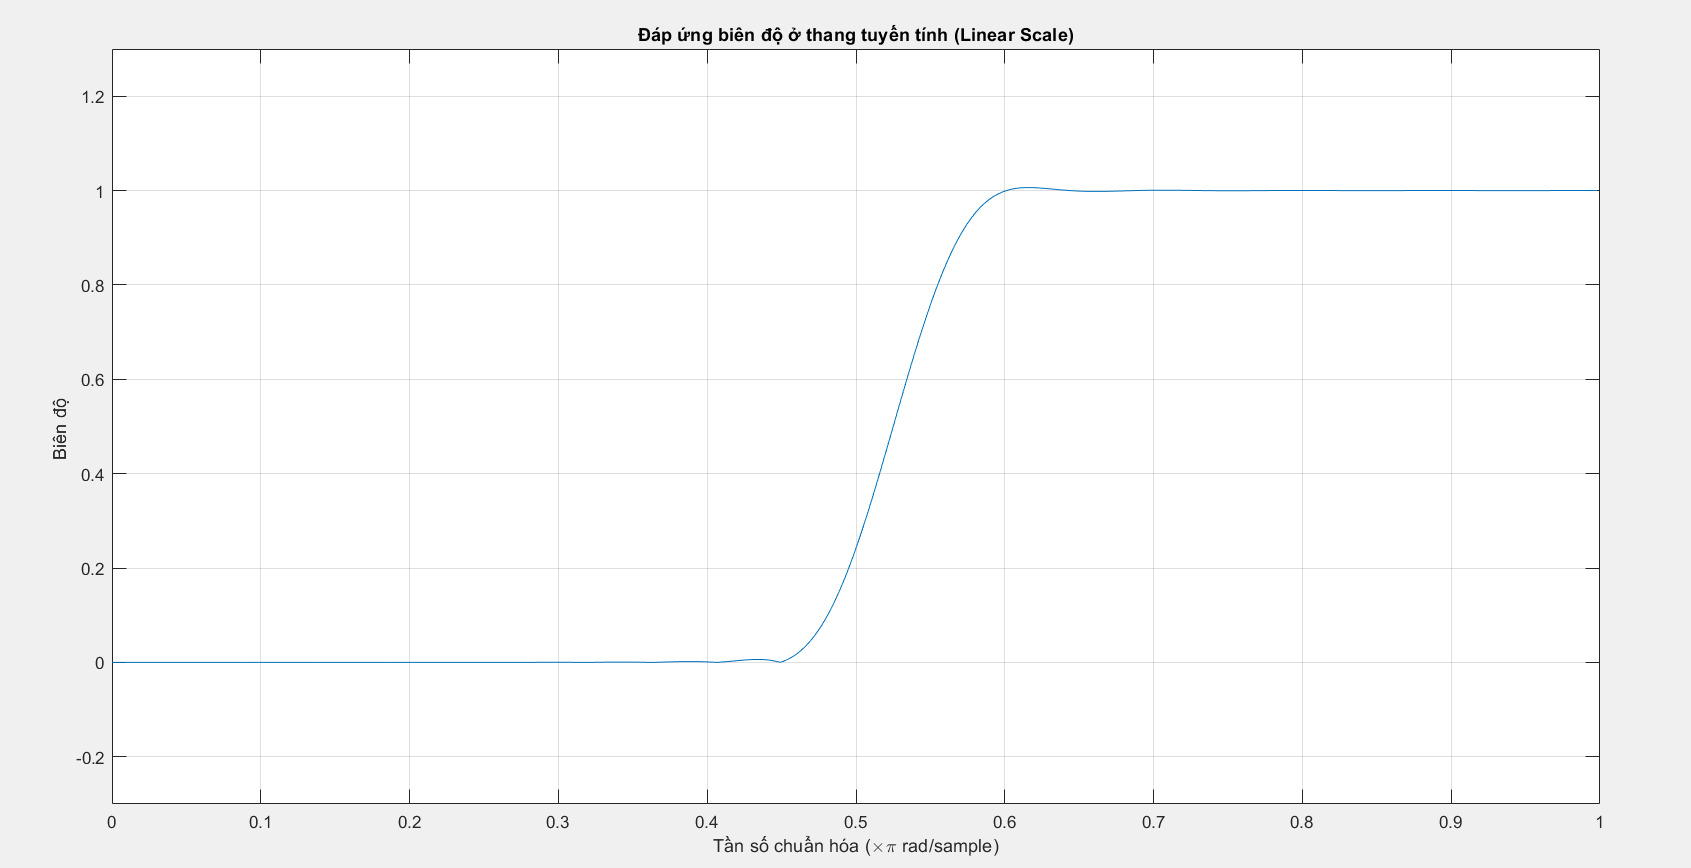 Đáp ứng biên độ ở thang tuyến tính (Linear Scale)
1.2
1
0.8
0.6
0.4
0.2
0
-0.2
Biên độ
0 0.1 0.2 0.3 0.4 0.5 0.6 0.7 0.8 0.9 1
Tần số chuẩn hóa (×π rad/sample)